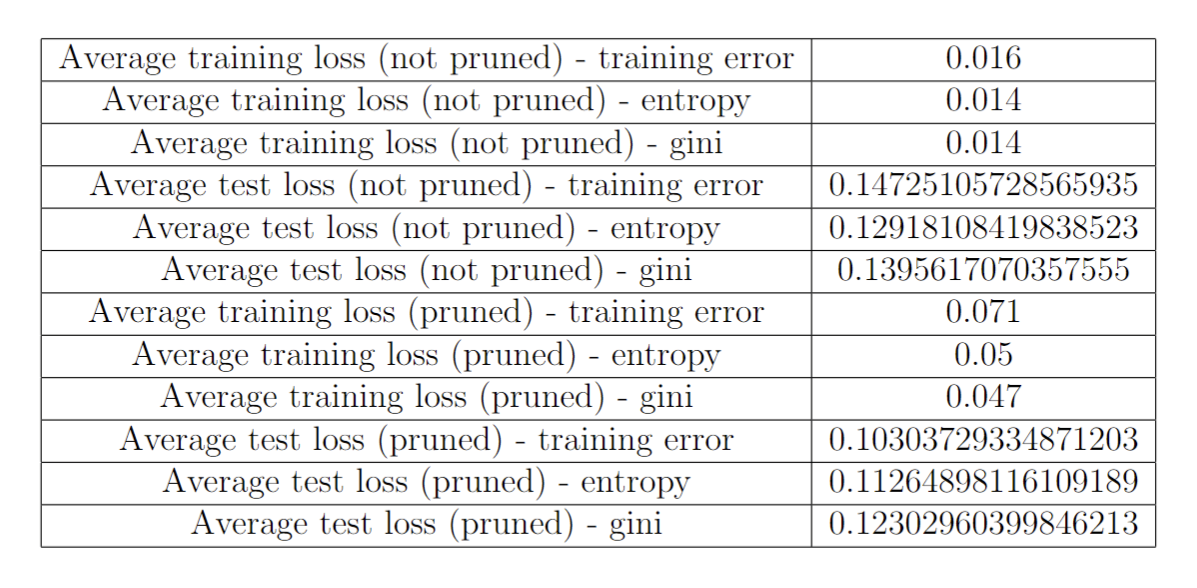 Average training loss (not pruned) - training error 0.016
Average training loss (not pruned) - entropy 0.014
Average training loss (not pruned) - gini 0.014
Average test loss (not pruned) - training error 0.14725105728565935
Average test loss (not pruned) - entropy 0.12918108419838523
Average test loss (not pruned) - gini 0.1395617070357555
Average training loss (pruned) - training error 0.071
Average training loss (pruned) - entropy 0.05
Average training loss (pruned) - gini 0.047
Average test loss (pruned) - training error 0.10303729334871203
Average test loss (pruned) - entropy 0.11264898116109189
Average test loss (pruned) - gini 0.12302960399846213